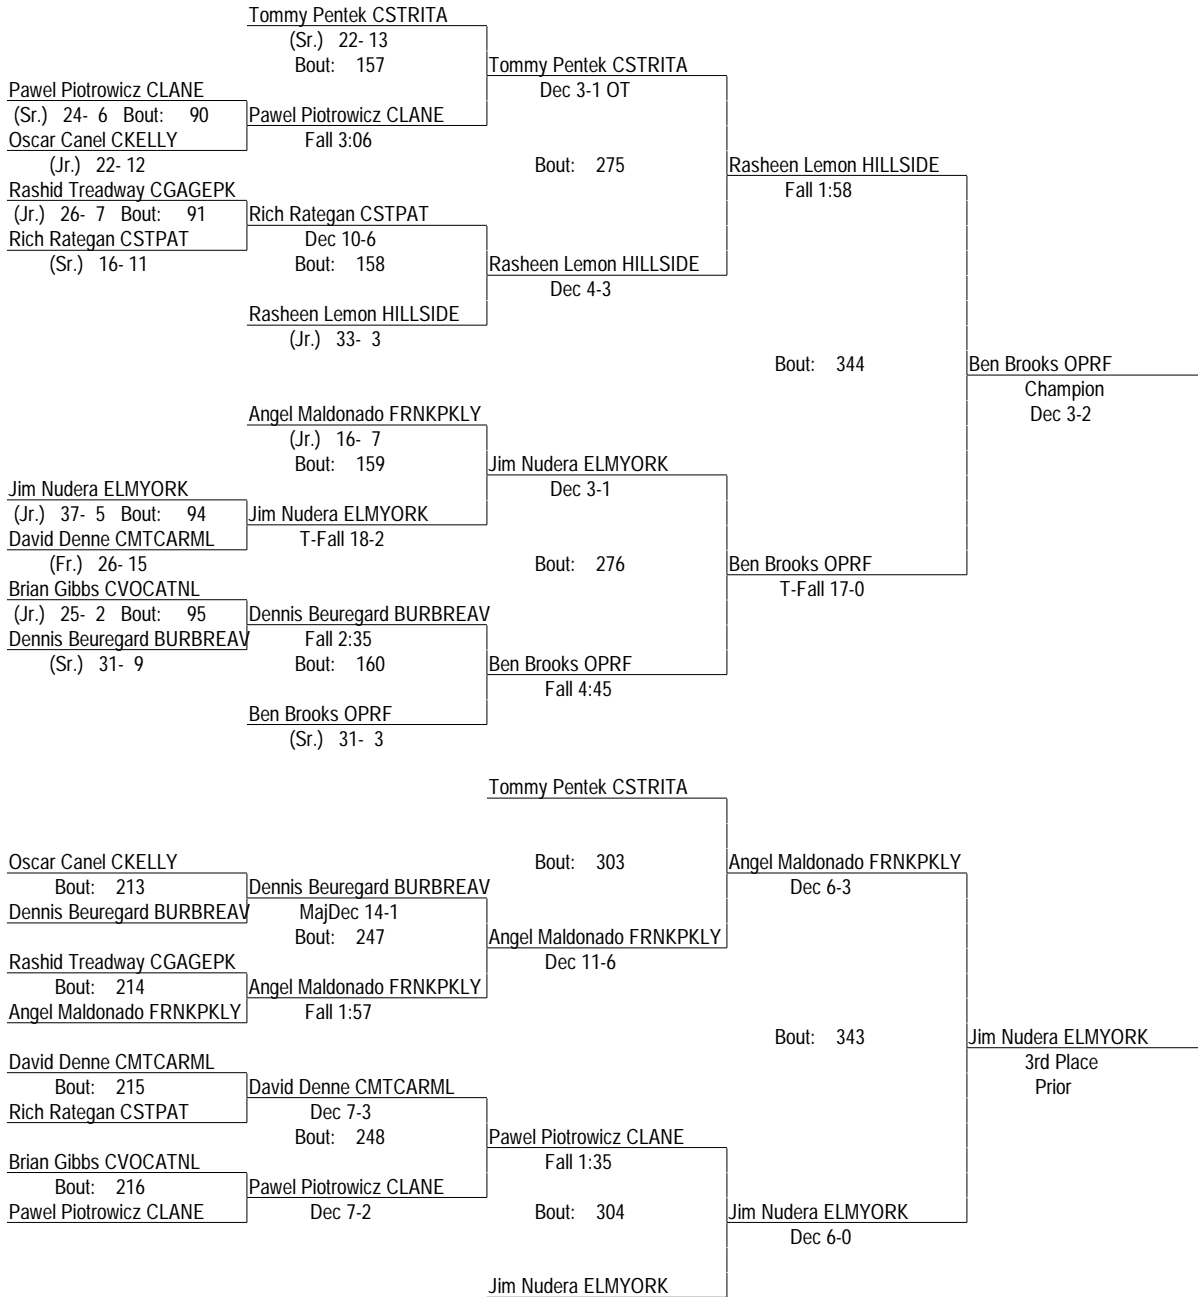 Tommy Pentek CSTRITA
(Sr.) 22- 13
Bout: 157
Tommy Pentek CSTRITA
Dec 3-1 OT
Pawel Piotrowicz CLANE
(Sr.) 24- 6 Bout: 90
Pawel Piotrowicz CLANE
Fall 3:06
Oscar Canel CKELLY
(Jr.) 22- 12
Bout: 275
Rasheen Lemon HILLSIDE
Fall 1:58
Rashid Treadway CGAGEPK
(Jr.) 26- 7 Bout: 91
Rich Rategan CSTPAT
Dec 10-6
Rich Rategan CSTPAT
(Sr.) 16- 11
Bout: 158
Rasheen Lemon HILLSIDE
Dec 4-3
Rasheen Lemon HILLSIDE
(Jr.) 33- 3
Bout: 344
Ben Brooks OPRF
Champion
Dec 3-2
Angel Maldonado FRNKPKLY
(Jr.) 16- 7
Bout: 159
Jim Nudera ELMYORK
Dec 3-1
Jim Nudera ELMYORK
(Jr.) 37- 5 Bout: 94
Jim Nudera ELMYORK
T-Fall 18-2
David Denne CMTCARML
(Fr.) 26- 15
Bout: 276
Ben Brooks OPRF
T-Fall 17-0
Brian Gibbs CVOCATNL
(Jr.) 25- 2 Bout: 95
Dennis Beuregard BURBREAV
Fall 2:35
Dennis Beuregard BURBREAV
(Sr.) 31- 9
Bout: 160
Ben Brooks OPRF
Fall 4:45
Ben Brooks OPRF
(Sr.) 31- 3
Tommy Pentek CSTRITA
Bout: 303
Angel Maldonado FRNKPKLY
Dec 6-3
Oscar Canel CKELLY
Bout: 213
Dennis Beuregard BURBREAV
MajDec 14-1
Dennis Beuregard BURBREAV
Bout: 247
Angel Maldonado FRNKPKLY
Dec 11-6
Rashid Treadway CGAGEPK
Bout: 214
Angel Maldonado FRNKPKLY
Fall 1:57
Angel Maldonado FRNKPKLY
Bout: 343
Jim Nudera ELMYORK
3rd Place
Prior
David Denne CMTCARML
Bout: 215
David Denne CMTCARML
Dec 7-3
Rich Rategan CSTPAT
Bout: 248
Pawel Piotrowicz CLANE
Fall 1:35
Brian Gibbs CVOCATNL
Bout: 216
Pawel Piotrowicz CLANE
Dec 7-2
Pawel Piotrowicz CLANE
Bout: 304
Jim Nudera ELMYORK
Dec 6-0
Jim Nudera ELMYORK